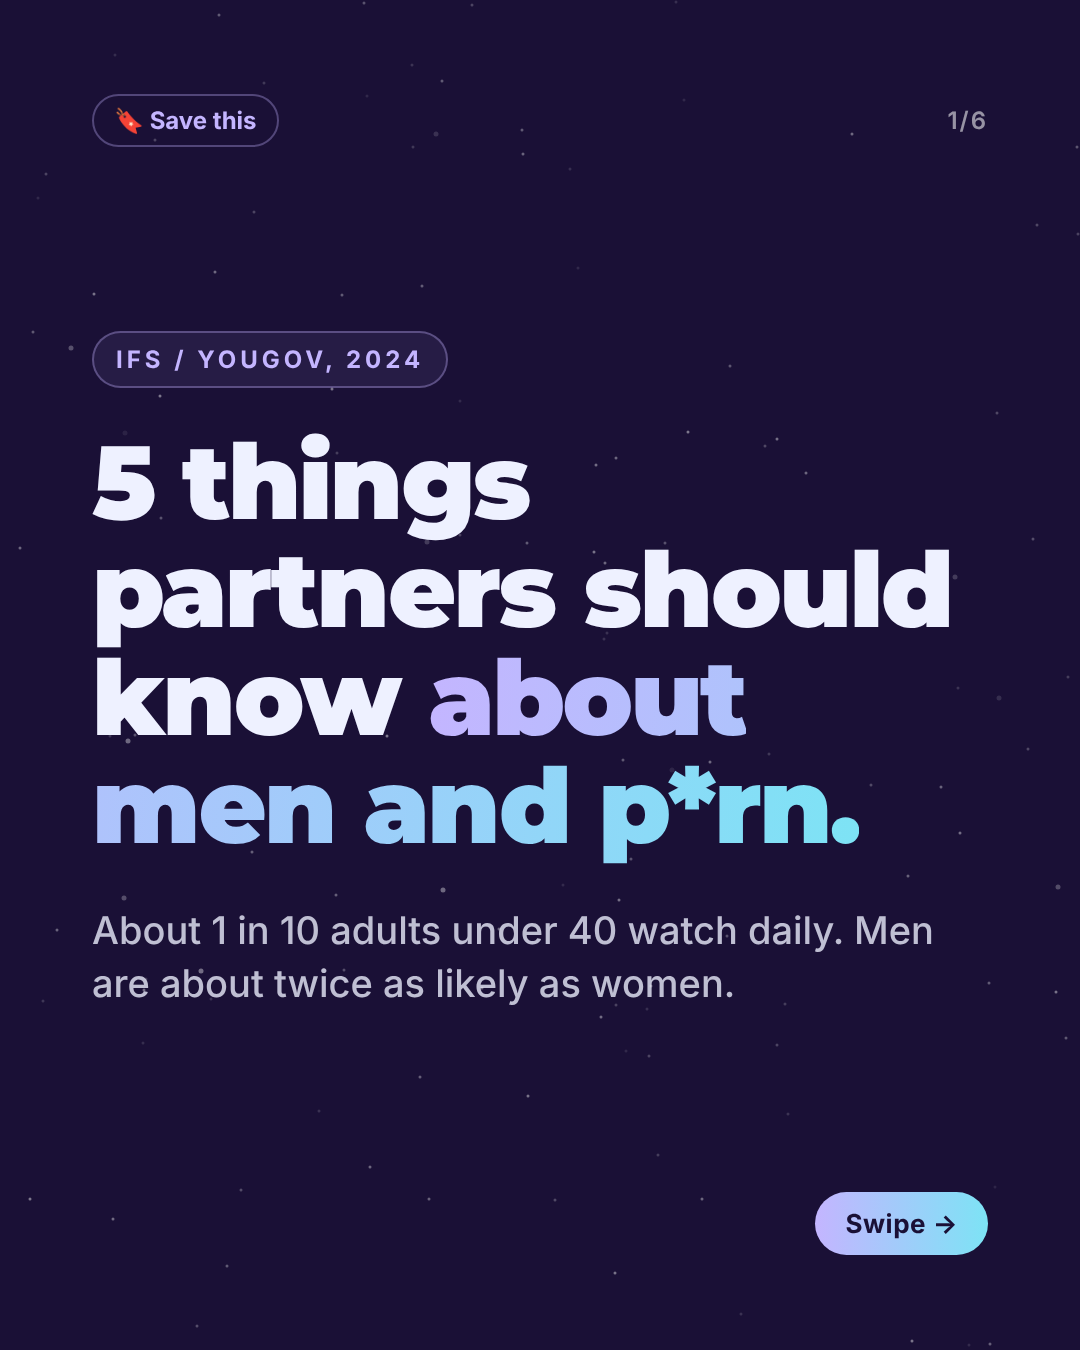 🔖 Save this
1/6
IFS / YOUGOV, 2024
5 things
partners should
know about
men and p*rn.
About 1 in 10 adults under 40 watch daily. Men
are about twice as likely as women.
Swipe →